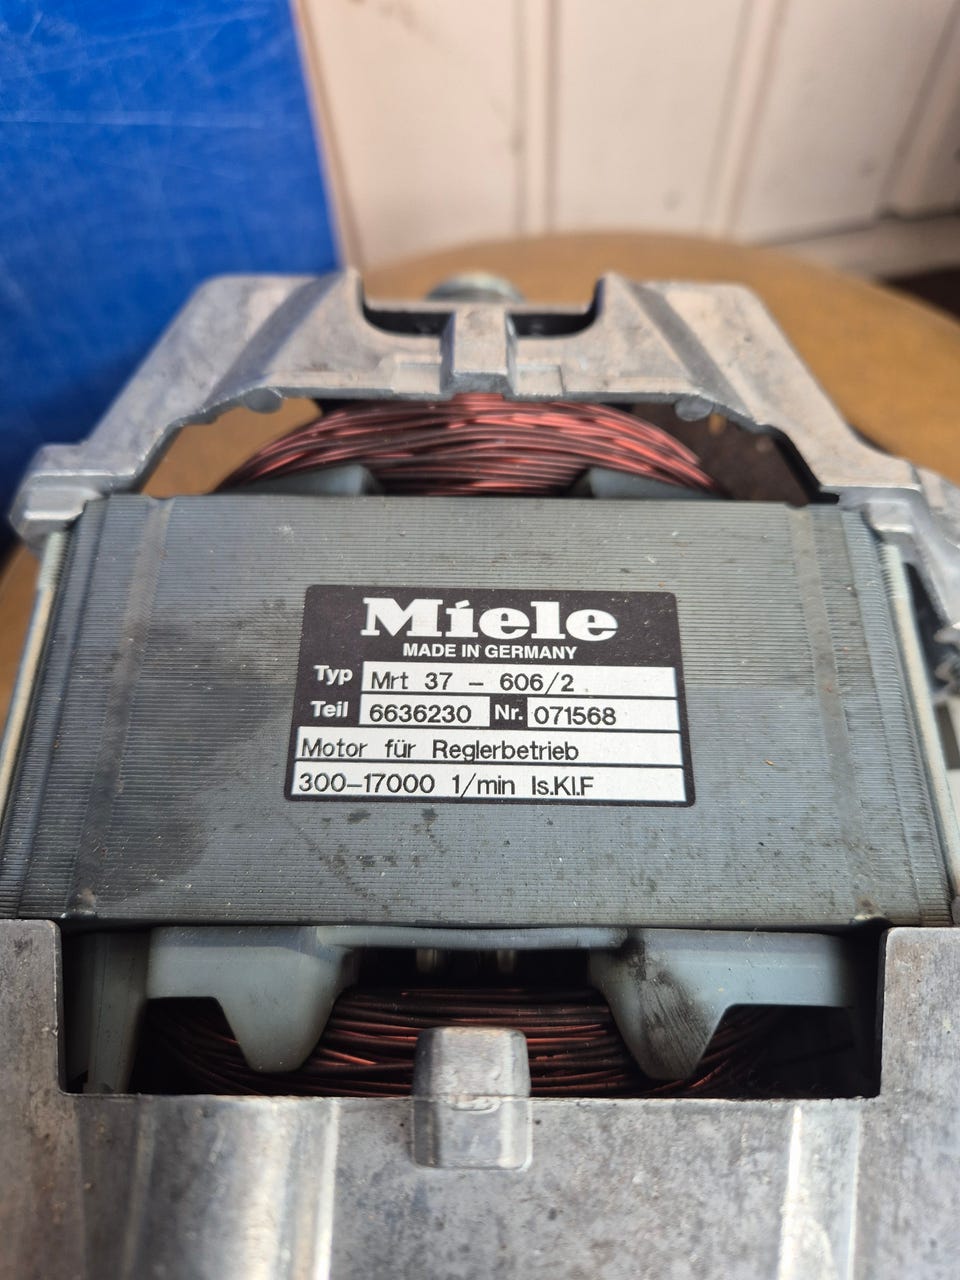 Miele
MADE IN GERMANY
Typ Mrt 37 - 606/2
Teil 6636230 Nr. 071568
Motor für Reglerbetrieb
300-17000 1/min Is.Kl.F